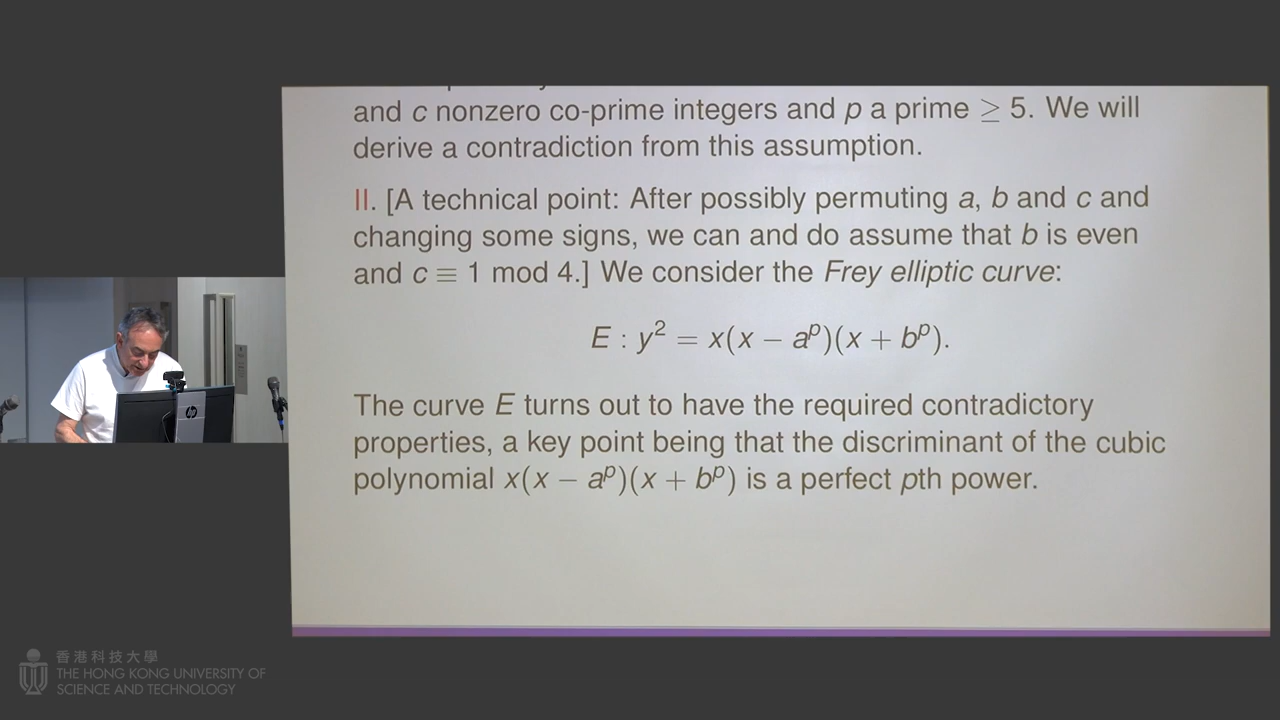 and c nonzero co-prime integers and p a prime ≥ 5. We will
derive a contradiction from this assumption.
II. [A technical point: After possibly permuting a, b and c and
changing some signs, we can and do assume that b is even
and c ≡ 1 mod 4.] We consider the Frey elliptic curve:
E : y² = x(x − aᵖ)(x + bᵖ).
The curve E turns out to have the required contradictory
properties, a key point being that the discriminant of the cubic
polynomial x(x − aᵖ)(x + bᵖ) is a perfect pth power.
hp
香港科技大學
THE HONG KONG UNIVERSITY OF
SCIENCE AND TECHNOLOGY